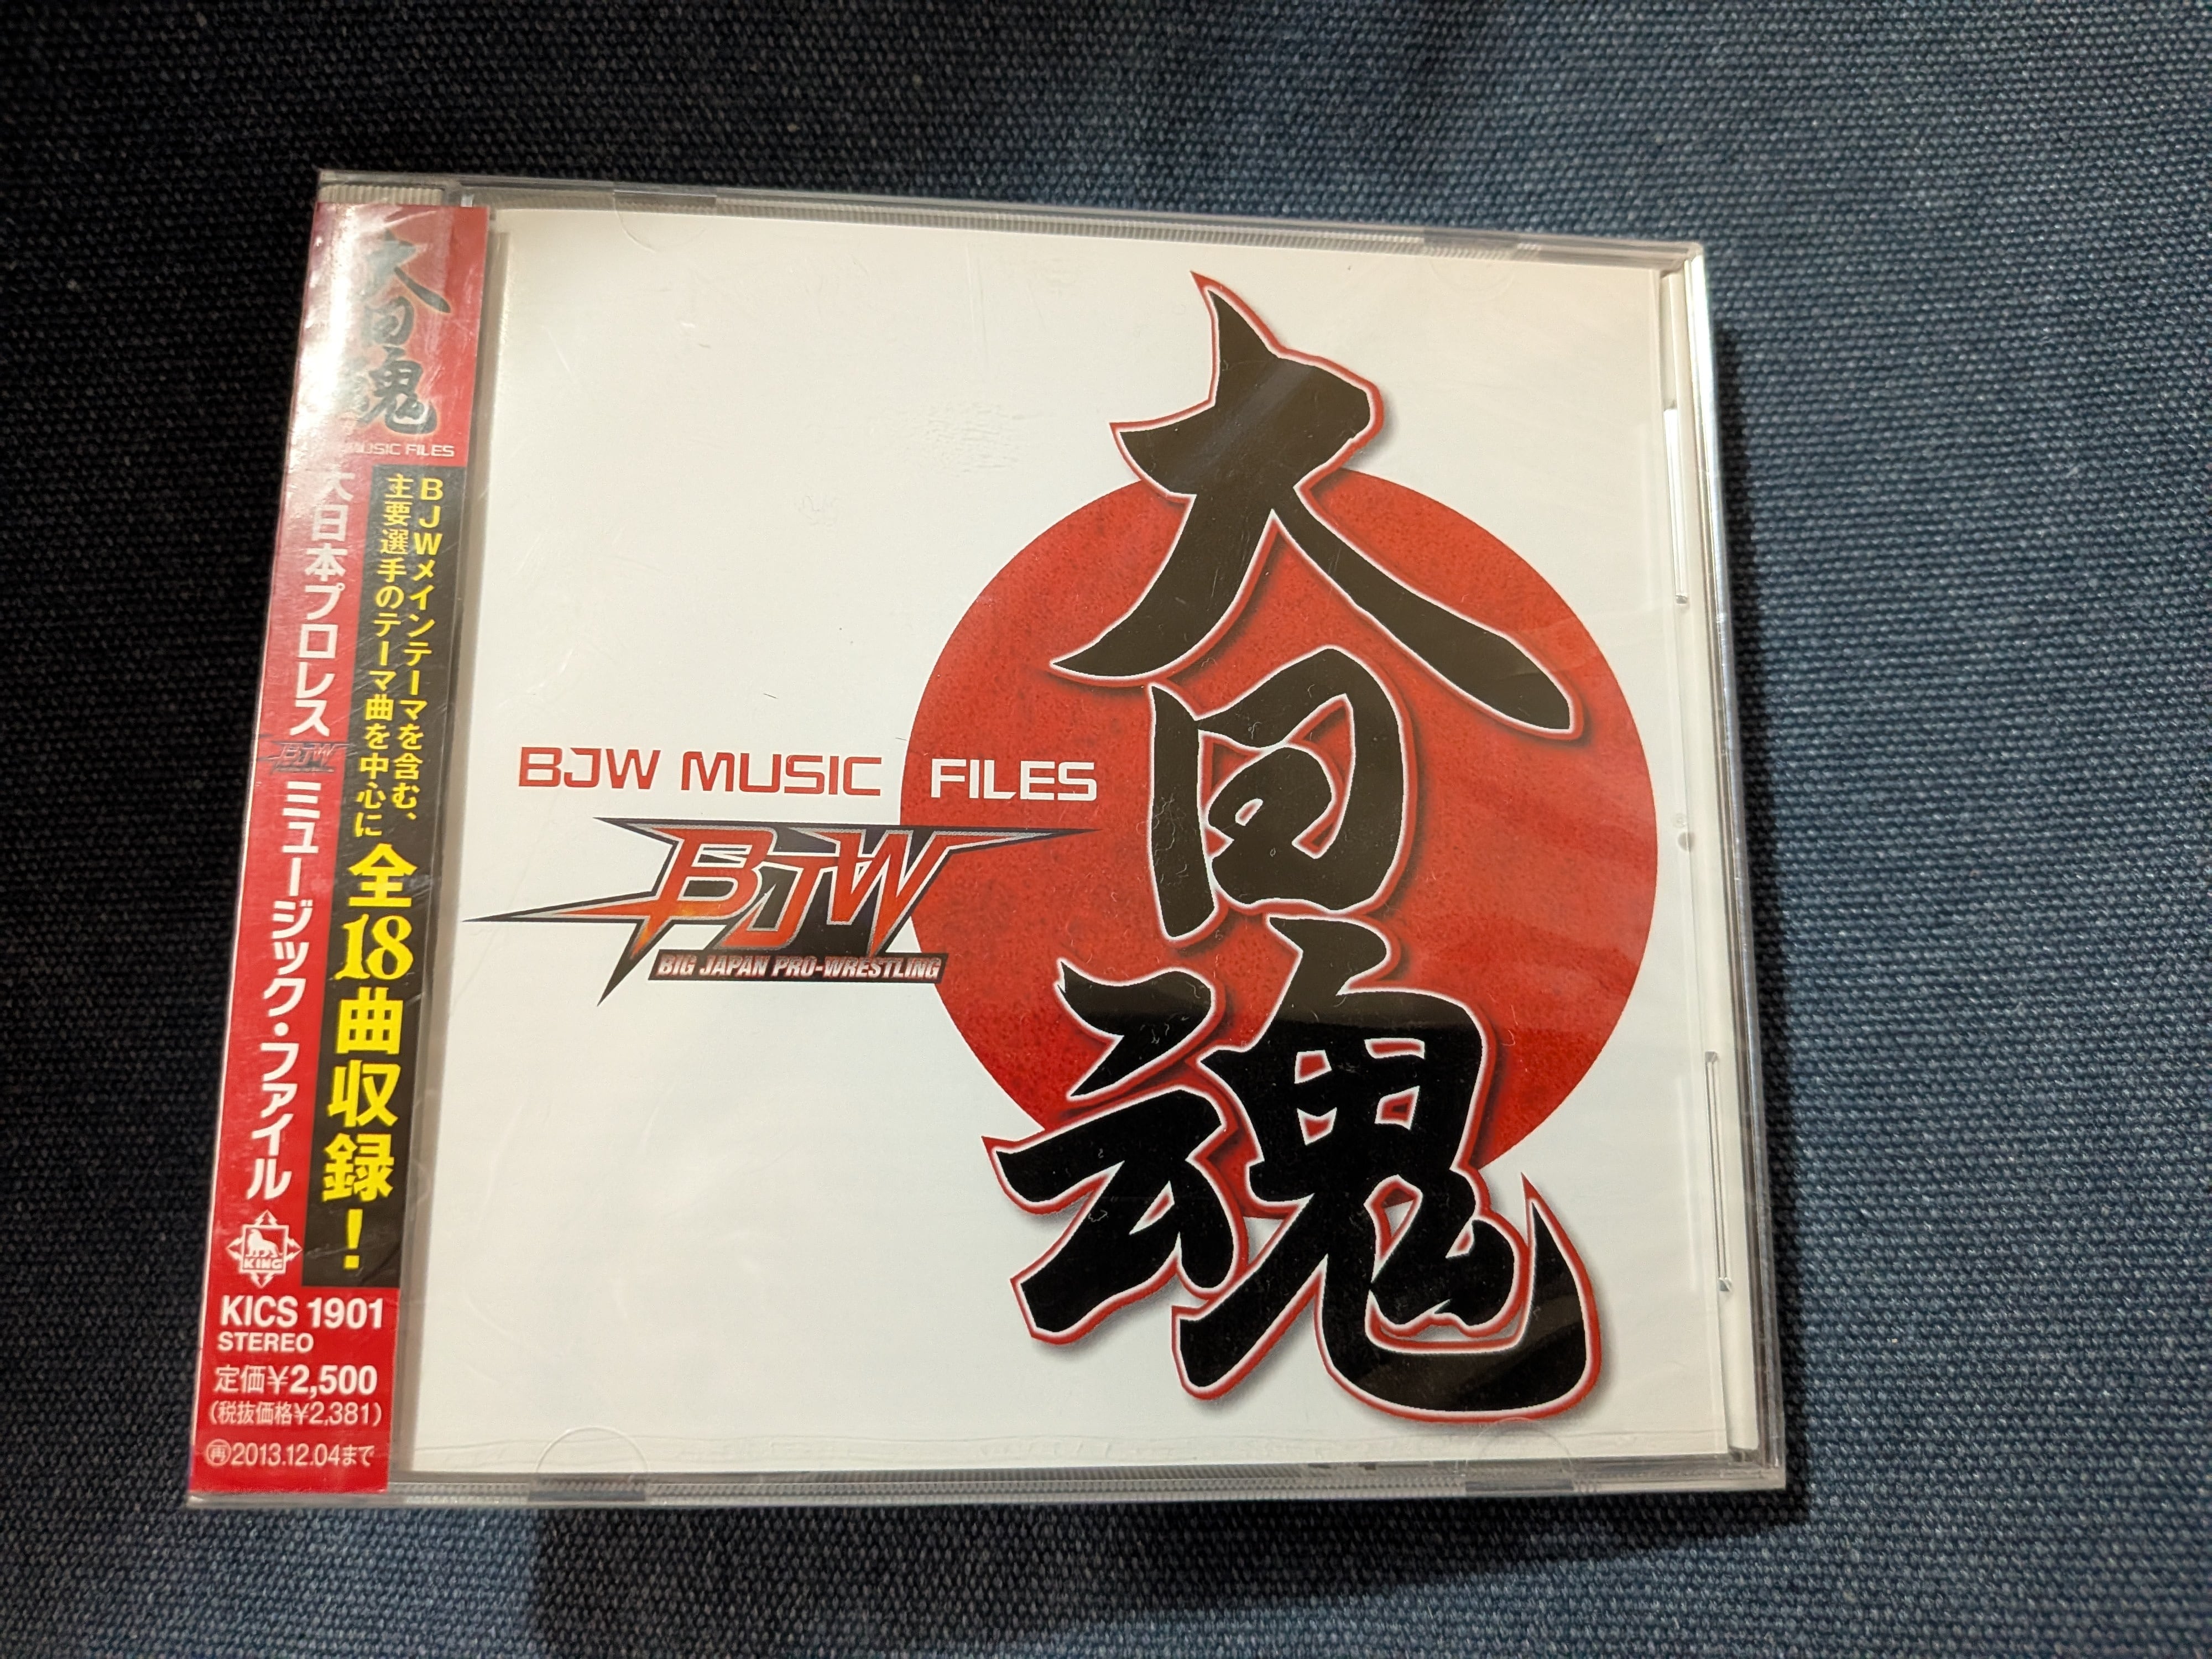 大日魂
MUSIC FILES
BJWメインテーマを含む、
主要選手のテーマ曲を中心に
全18曲収録！
大日本プロレス BJW ミュージック・ファイル
KING
KICS 1901
STEREO
定価¥2,500
(税抜価格¥2,381)
再2013.12.04まで
大日魂
BJW MUSIC FILES
BJW
BIG JAPAN PRO-WRESTLING